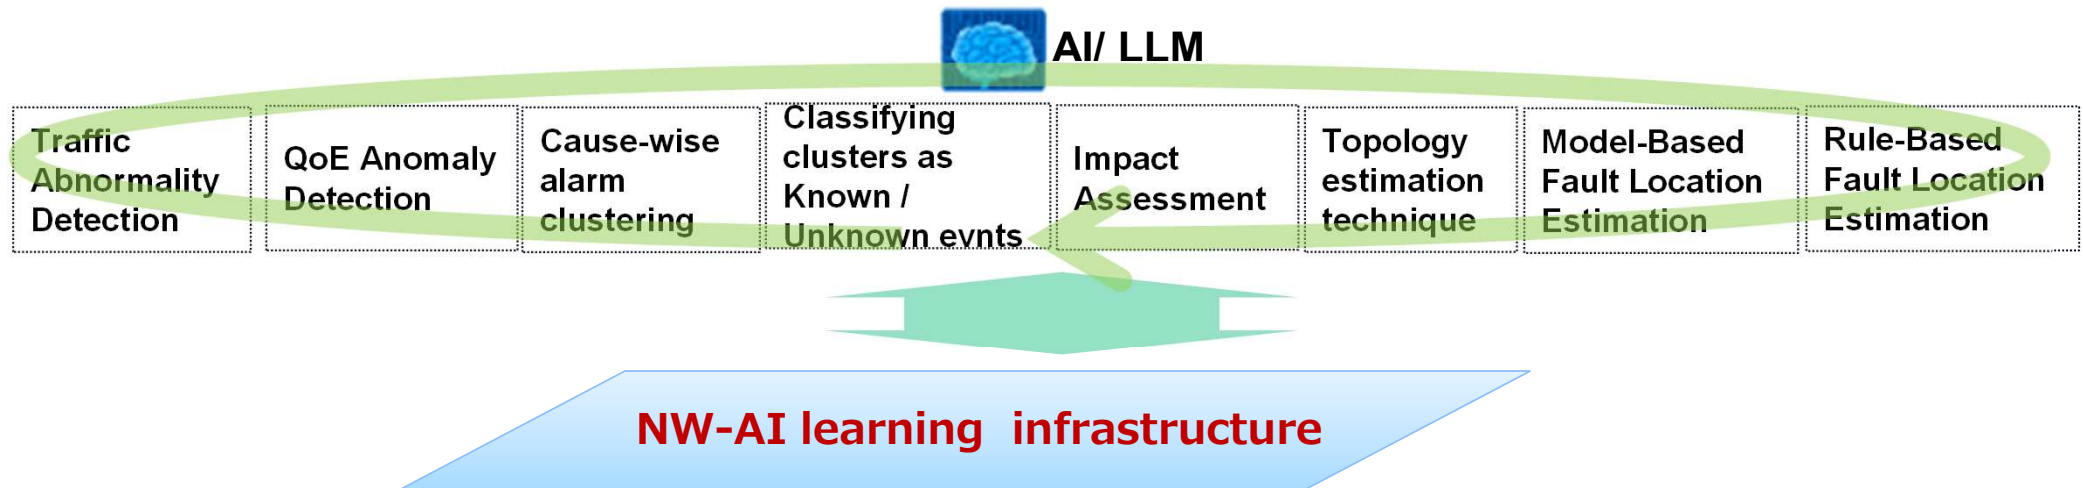 AI/ LLM
Traffic
Abnormality
Detection
QoE Anomaly
Detection
Cause-wise
alarm
clustering
Classifying
clusters as
Known /
Unknown evnts
Impact
Assessment
Topology
estimation
technique
Model-Based
Fault Location
Estimation
Rule-Based
Fault Location
Estimation
NW-AI learning infrastructure